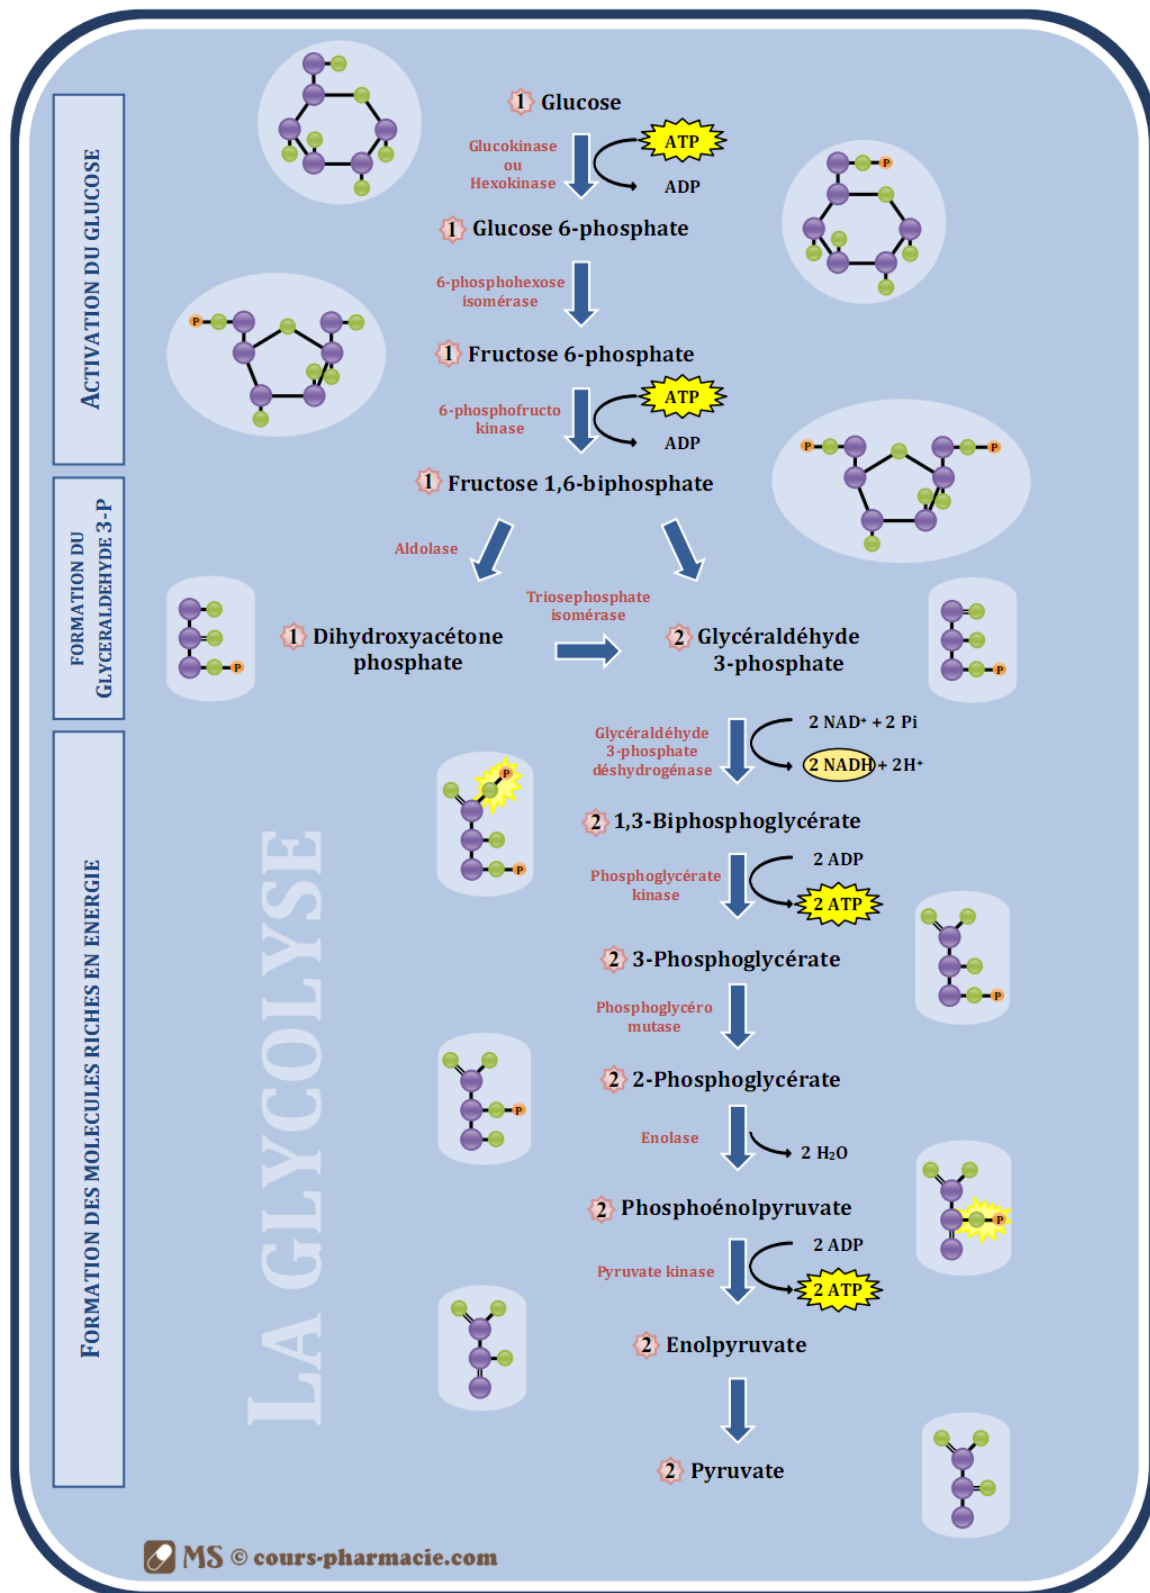 ACTIVATION DU GLUCOSE
1 Glucose
Glucokinase
ou
Hexokinase
ATP
ADP
P
1 Glucose 6-phosphate
6-phosphohexose
isomérase
P
1 Fructose 6-phosphate
6-phosphofructo
kinase
ATP
ADP
P
P
1 Fructose 1,6-biphosphate
FORMATION DU
GLYCERALDEHYDE 3-P
Aldolase
Triosephosphate
isomérase
P
1 Dihydroxyacétone
phosphate
2 Glycéraldéhyde
3-phosphate
P
FORMATION DES MOLECULES RICHES EN ENERGIE
LA GLYCOLYSE
Glycéraldéhyde
3-phosphate
déshydrogénase
2 NAD⁺ + 2 Pi
2 NADH + 2H⁺
P
P
2 1,3-Biphosphoglycérate
Phosphoglycérate
kinase
2 ADP
2 ATP
2 3-Phosphoglycérate
P
Phosphoglycéro
mutase
2 2-Phosphoglycérate
P
Enolase
2 H₂O
2 Phosphoénolpyruvate
P
Pyruvate kinase
2 ADP
2 ATP
2 Enolpyruvate
2 Pyruvate
MS © cours-pharmacie.com